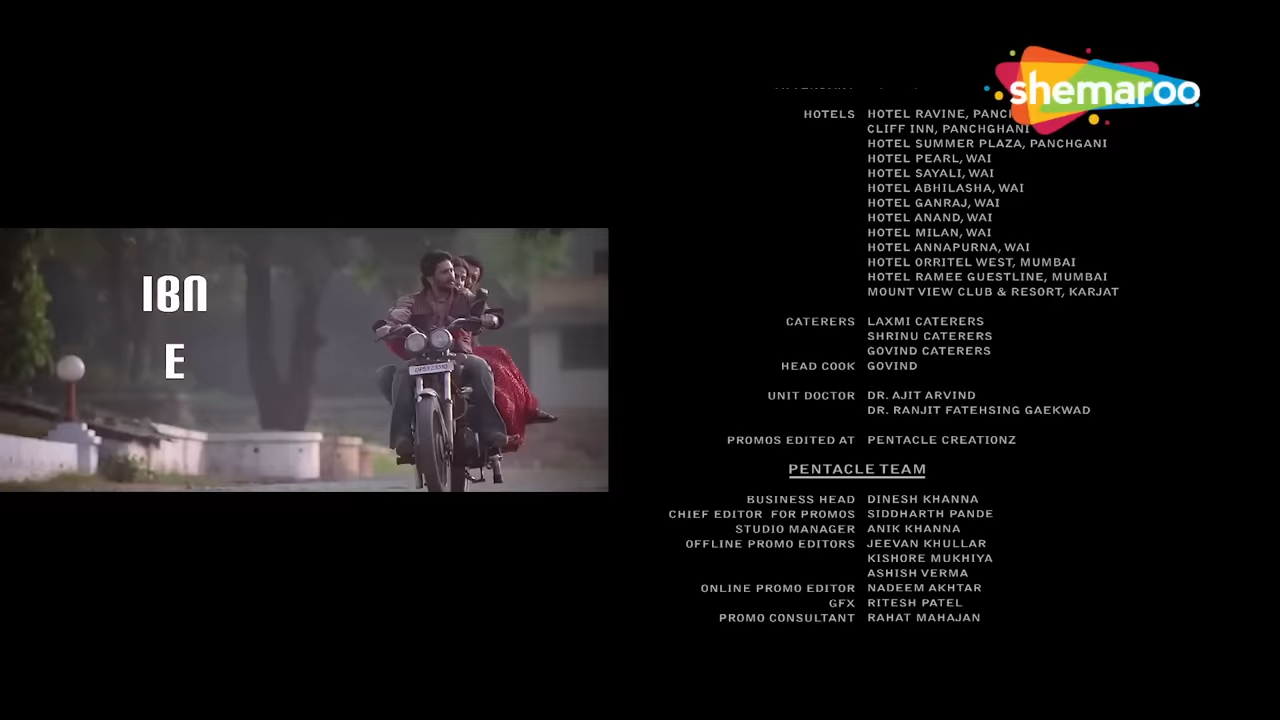 shemaroo
HOTELS HOTEL RAVINE,
CLIFF INN, PANCHGHANI
HOTEL SUMMER PLAZA, PANCHGANI
HOTEL PEARL, WAI
HOTEL SAYALI, WAI
HOTEL ABHILASHA, WAI
HOTEL GANRAJ, WAI
HOTEL ANAND, WAI
HOTEL MILAN, WAI
HOTEL ANNAPURNA, WAI
HOTEL ORRITEL WEST, MUMBAI
HOTEL RAMEE GUESTLINE, MUMBAI
MOUNT VIEW CLUB & RESORT, KARJAT
CATERERS LAXMI CATERERS
SHRINU CATERERS
GOVIND CATERERS
HEAD COOK GOVIND
UNIT DOCTOR DR. AJIT ARVIND
DR. RANJIT FATEHSING GAEKWAD
PROMOS EDITED AT PENTACLE CREATIONZ
PENTACLE TEAM
BUSINESS HEAD DINESH KHANNA
CHIEF EDITOR FOR PROMOS SIDDHARTH PANDE
STUDIO MANAGER ANIK KHANNA
OFFLINE PROMO EDITORS JEEVAN KHULLAR
KISHORE MUKHIYA
ASHISH VERMA
ONLINE PROMO EDITOR NADEEM AKHTAR
GFX RITESH PATEL
PROMO CONSULTANT RAHAT MAHAJAN
IBN
E